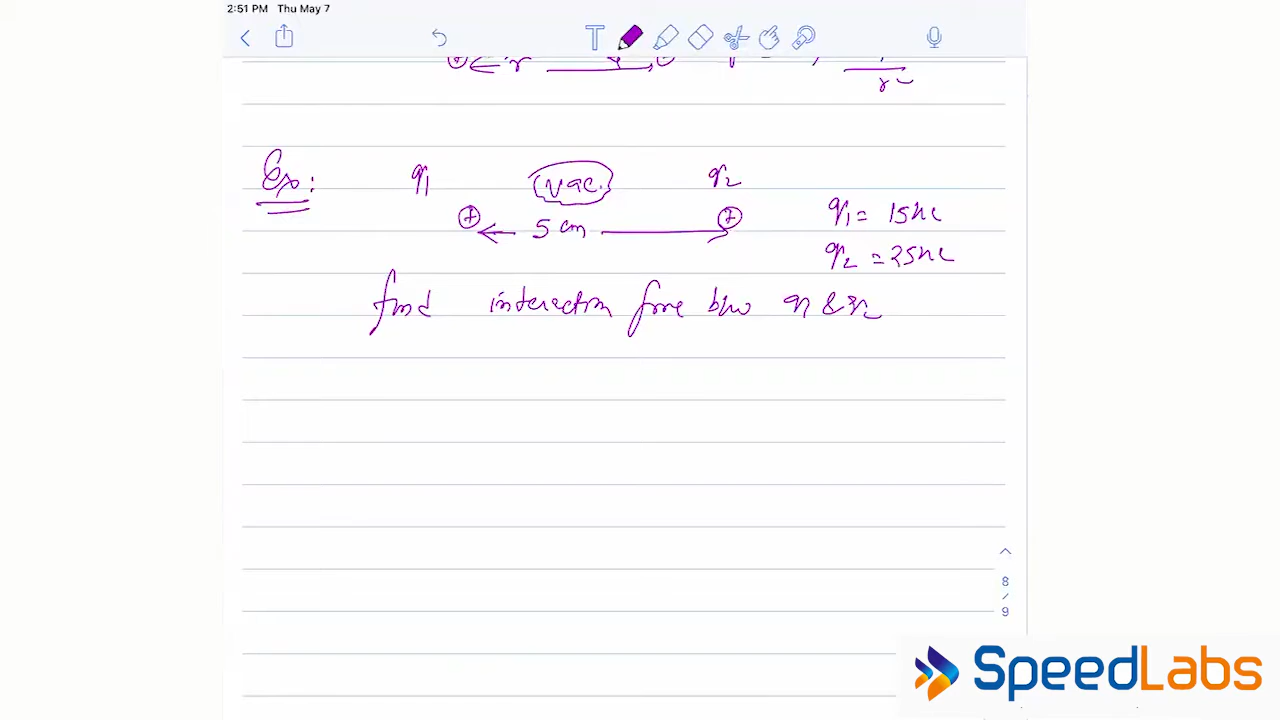 2:51 PM Thu May 7
T
r²
Ex: q1 vac. q2
+ 5 cm +
q1 = 15nC
q2 = 25nC
find interaction force b/w q1 & q2
8
/
9
SpeedLabs